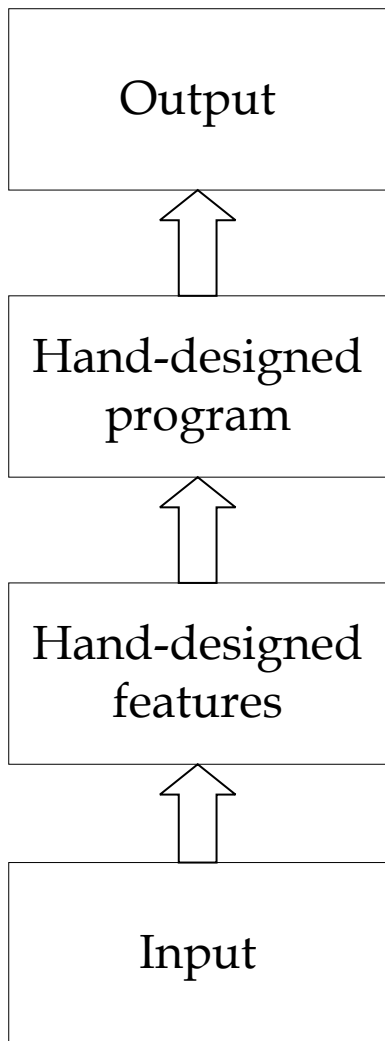 Output
Hand-designed
program
Hand-designed
features
Input